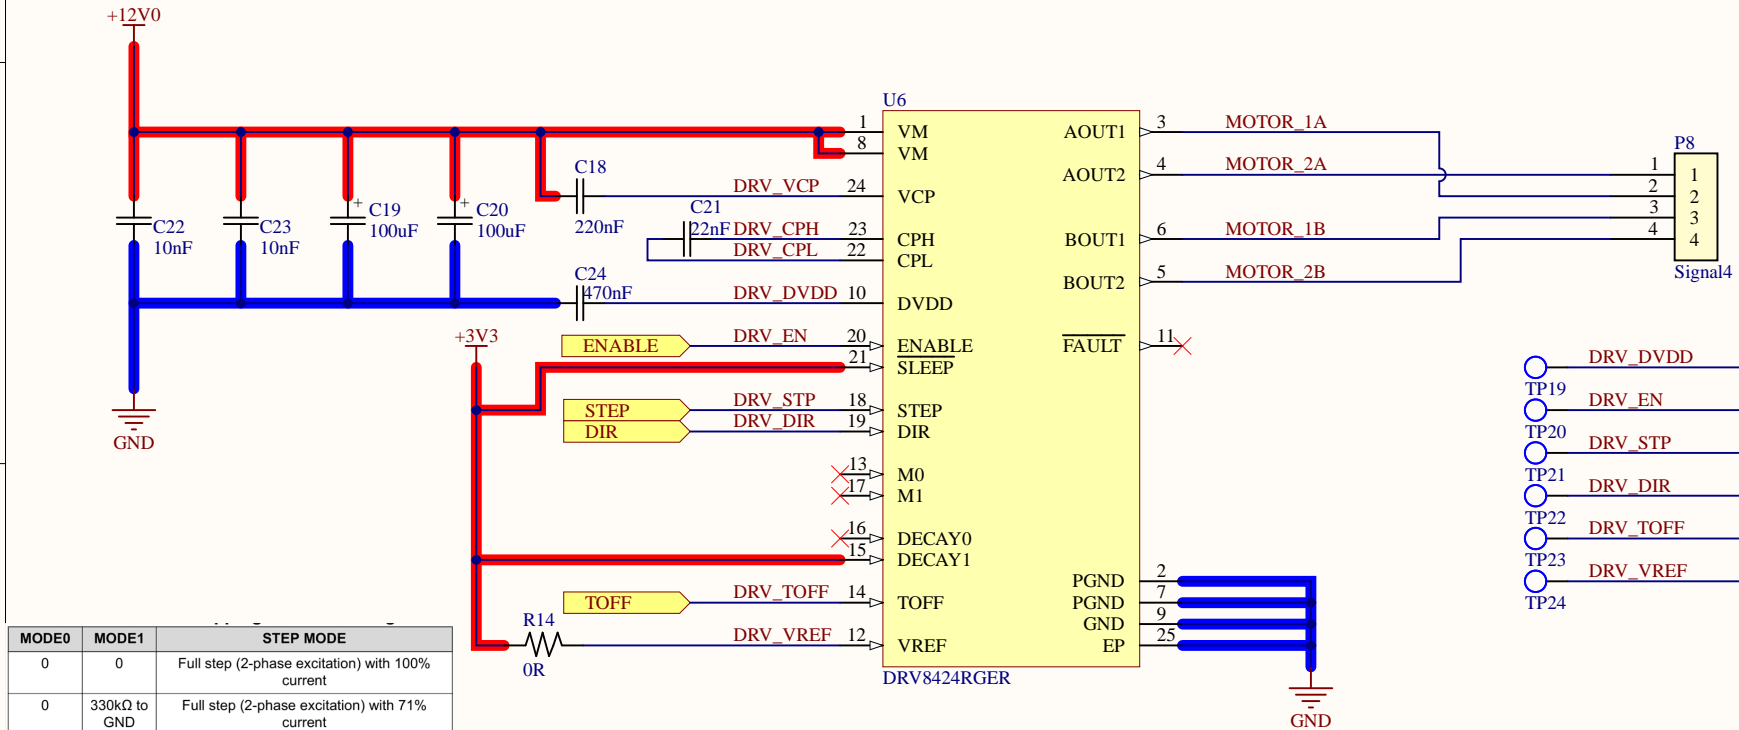 +12V0
U6
1
VM
8
VM
AOUT1
3
MOTOR_1A
P8
C18
DRV_VCP
24
VCP
220nF
AOUT2
4
MOTOR_2A
1
1
2
2
3
3
4
4
Signal4
C22
10nF
C23
10nF
+
C19
100uF
+
C20
100uF
C21
22nF
DRV_CPH
23
CPH
DRV_CPL
22
CPL
BOUT1
6
MOTOR_1B
BOUT2
5
MOTOR_2B
C24
470nF
DRV_DVDD
10
DVDD
+3V3
ENABLE
DRV_EN
20
ENABLE
21
SLEEP
FAULT
11
GND
STEP
DRV_STP
18
STEP
DIR
DRV_DIR
19
DIR
13
M0
17
M1
16
DECAY0
15
DECAY1
TOFF
DRV_TOFF
14
TOFF
R14
0R
DRV_VREF
12
VREF
PGND
2
PGND
7
GND
9
EP
25
DRV8424RGER
GND
DRV_DVDD
TP19
DRV_EN
TP20
DRV_STP
TP21
DRV_DIR
TP22
DRV_TOFF
TP23
DRV_VREF
TP24
MODE0 MODE1 STEP MODE
0 0 Full step (2-phase excitation) with 100%
current
0 330kΩ to Full step (2-phase excitation) with 71%
GND current